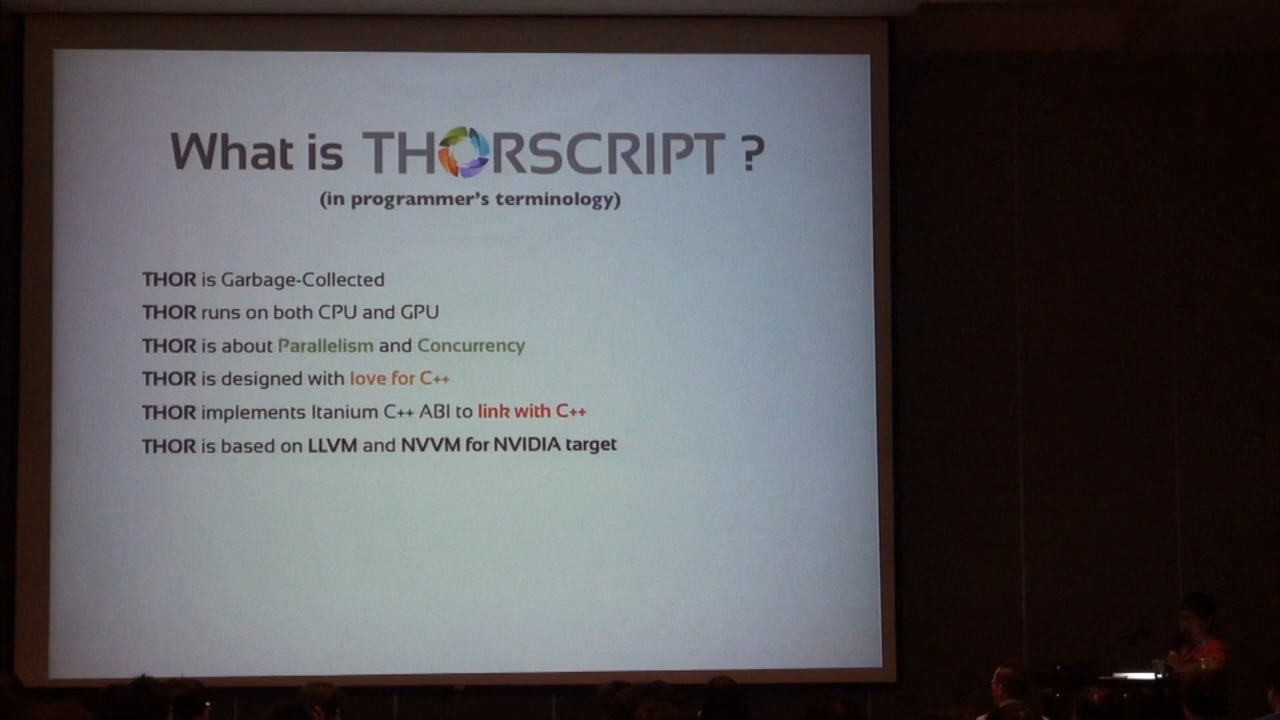 What is THORSCRIPT ?
(in programmer's terminology)
THOR is Garbage-Collected
THOR runs on both CPU and GPU
THOR is about Parallelism and Concurrency
THOR is designed with love for C++
THOR implements Itanium C++ ABI to link with C++
THOR is based on LLVM and NVVM for NVIDIA target